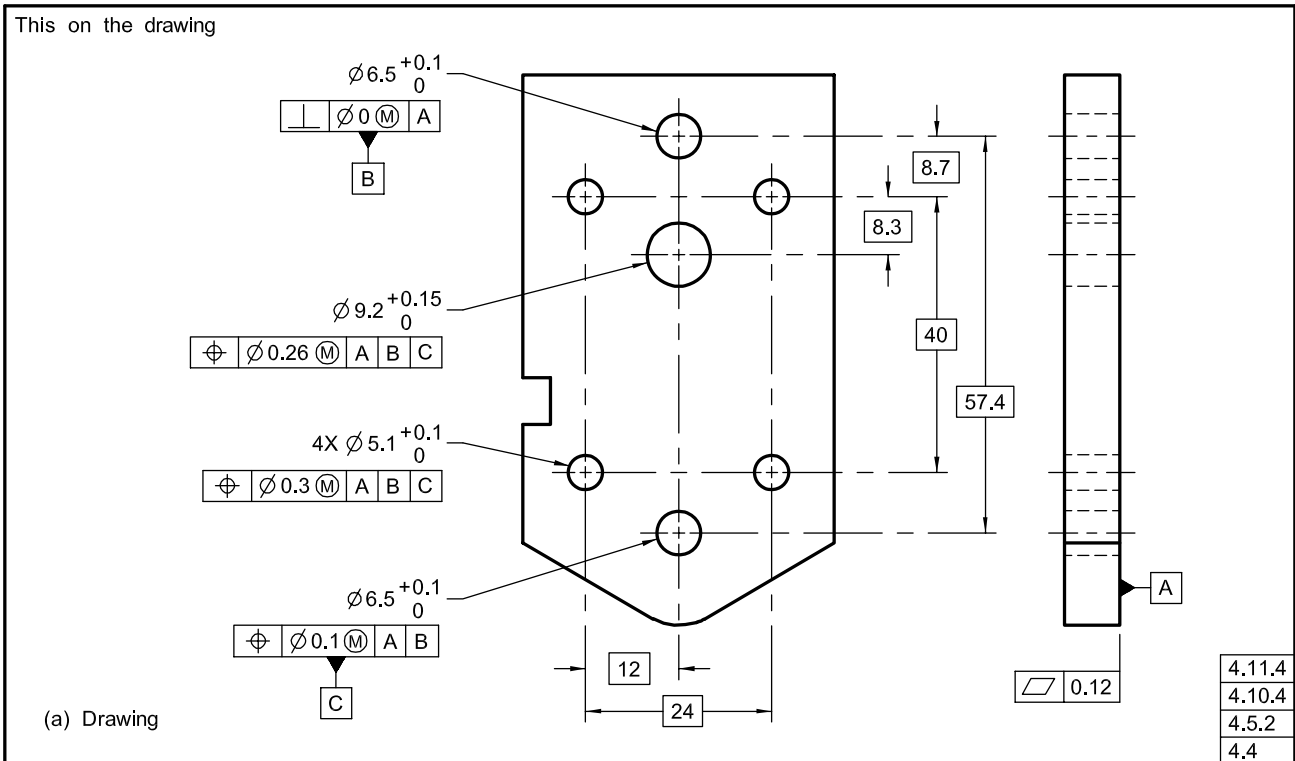 This on the drawing
∅6.5 +0.1 0
⊥ ∅0 Ⓜ A
B
8.7
8.3
∅9.2 +0.15 0
⌖ ∅0.26 Ⓜ A B C
40
57.4
4X ∅5.1 +0.1 0
⌖ ∅0.3 Ⓜ A B C
∅6.5 +0.1 0
⌖ ∅0.1 Ⓜ A B
C
A
12
24
⏥ 0.12
(a) Drawing
4.11.4
4.10.4
4.5.2
4.4